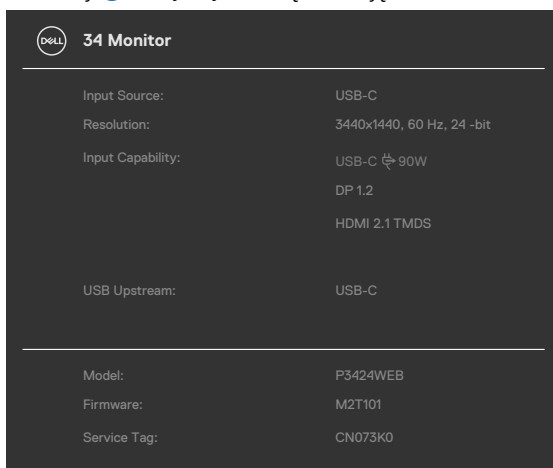 DELL 34 Monitor
Input Source: USB-C
Resolution: 3440x1440, 60 Hz, 24 -bit
Input Capability: USB-C 90W
DP 1.2
HDMI 2.1 TMDS
USB Upstream: USB-C
Model: P3424WEB
Firmware: M2T101
Service Tag: CN073K0